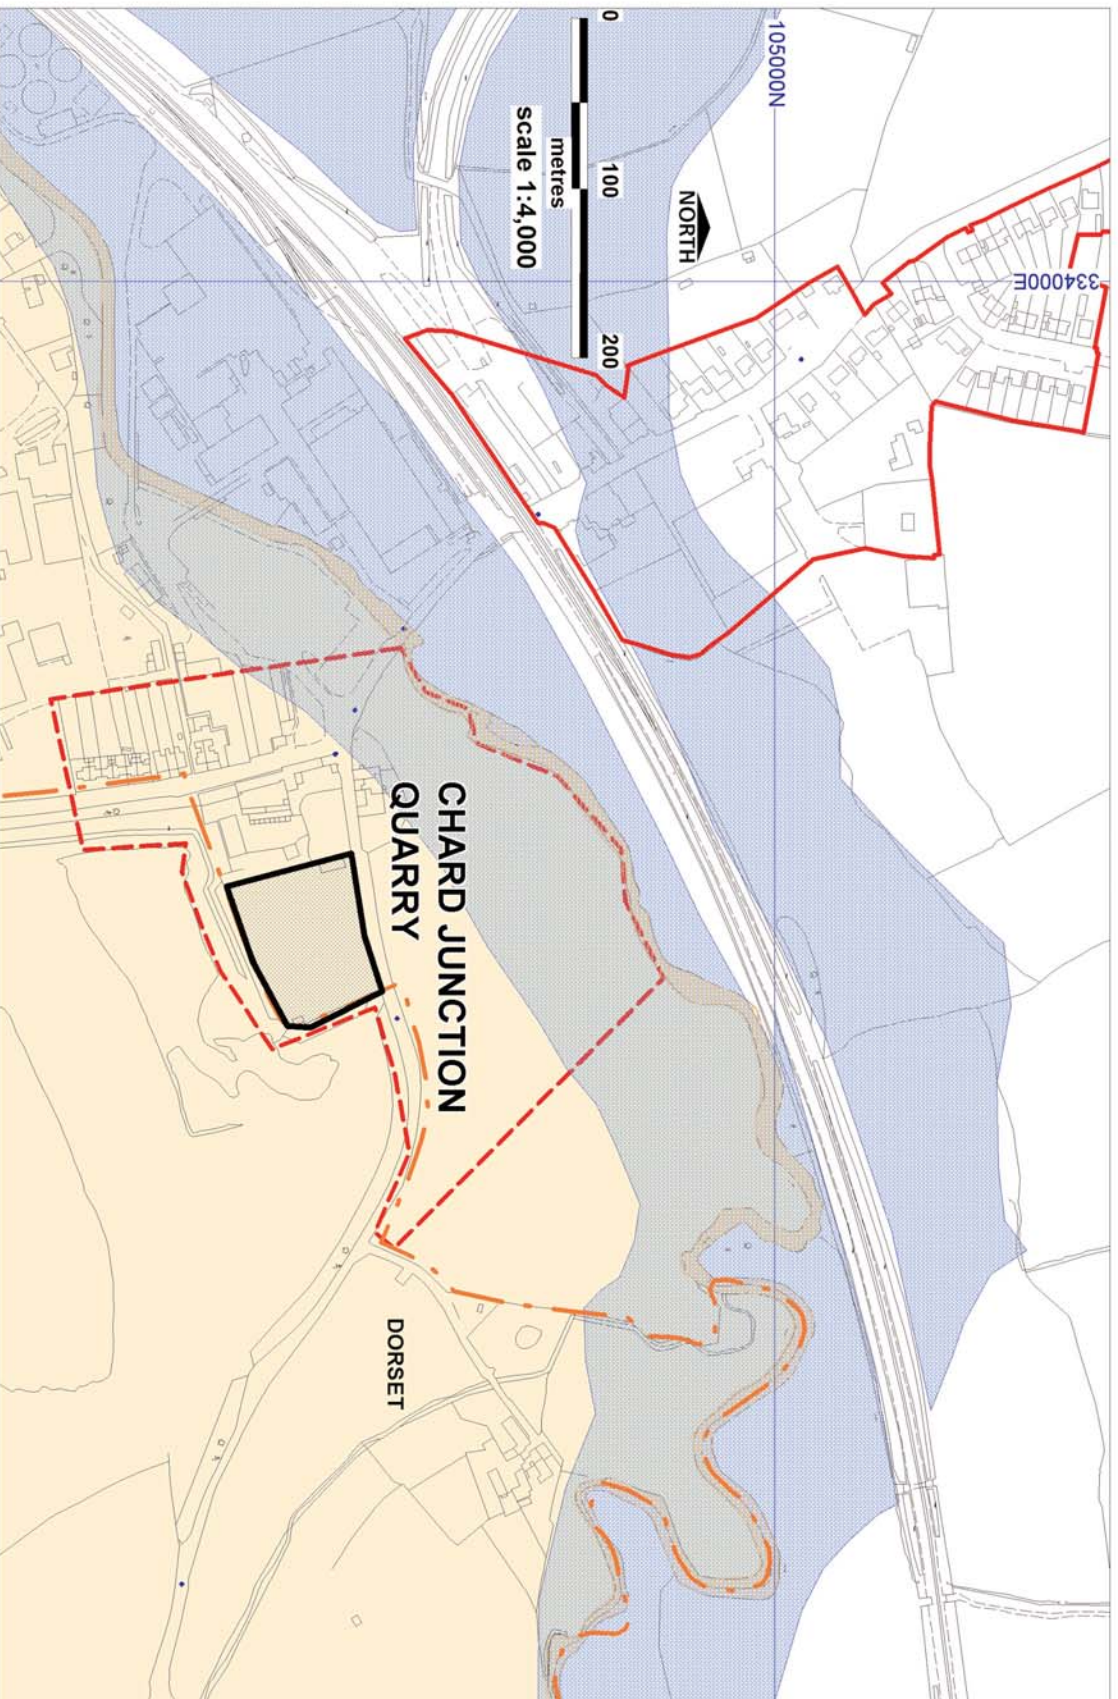 105000N
334000E
NORTH
0
100
200
metres
scale 1:4,000
CHARD JUNCTION
QUARRY
DORSET